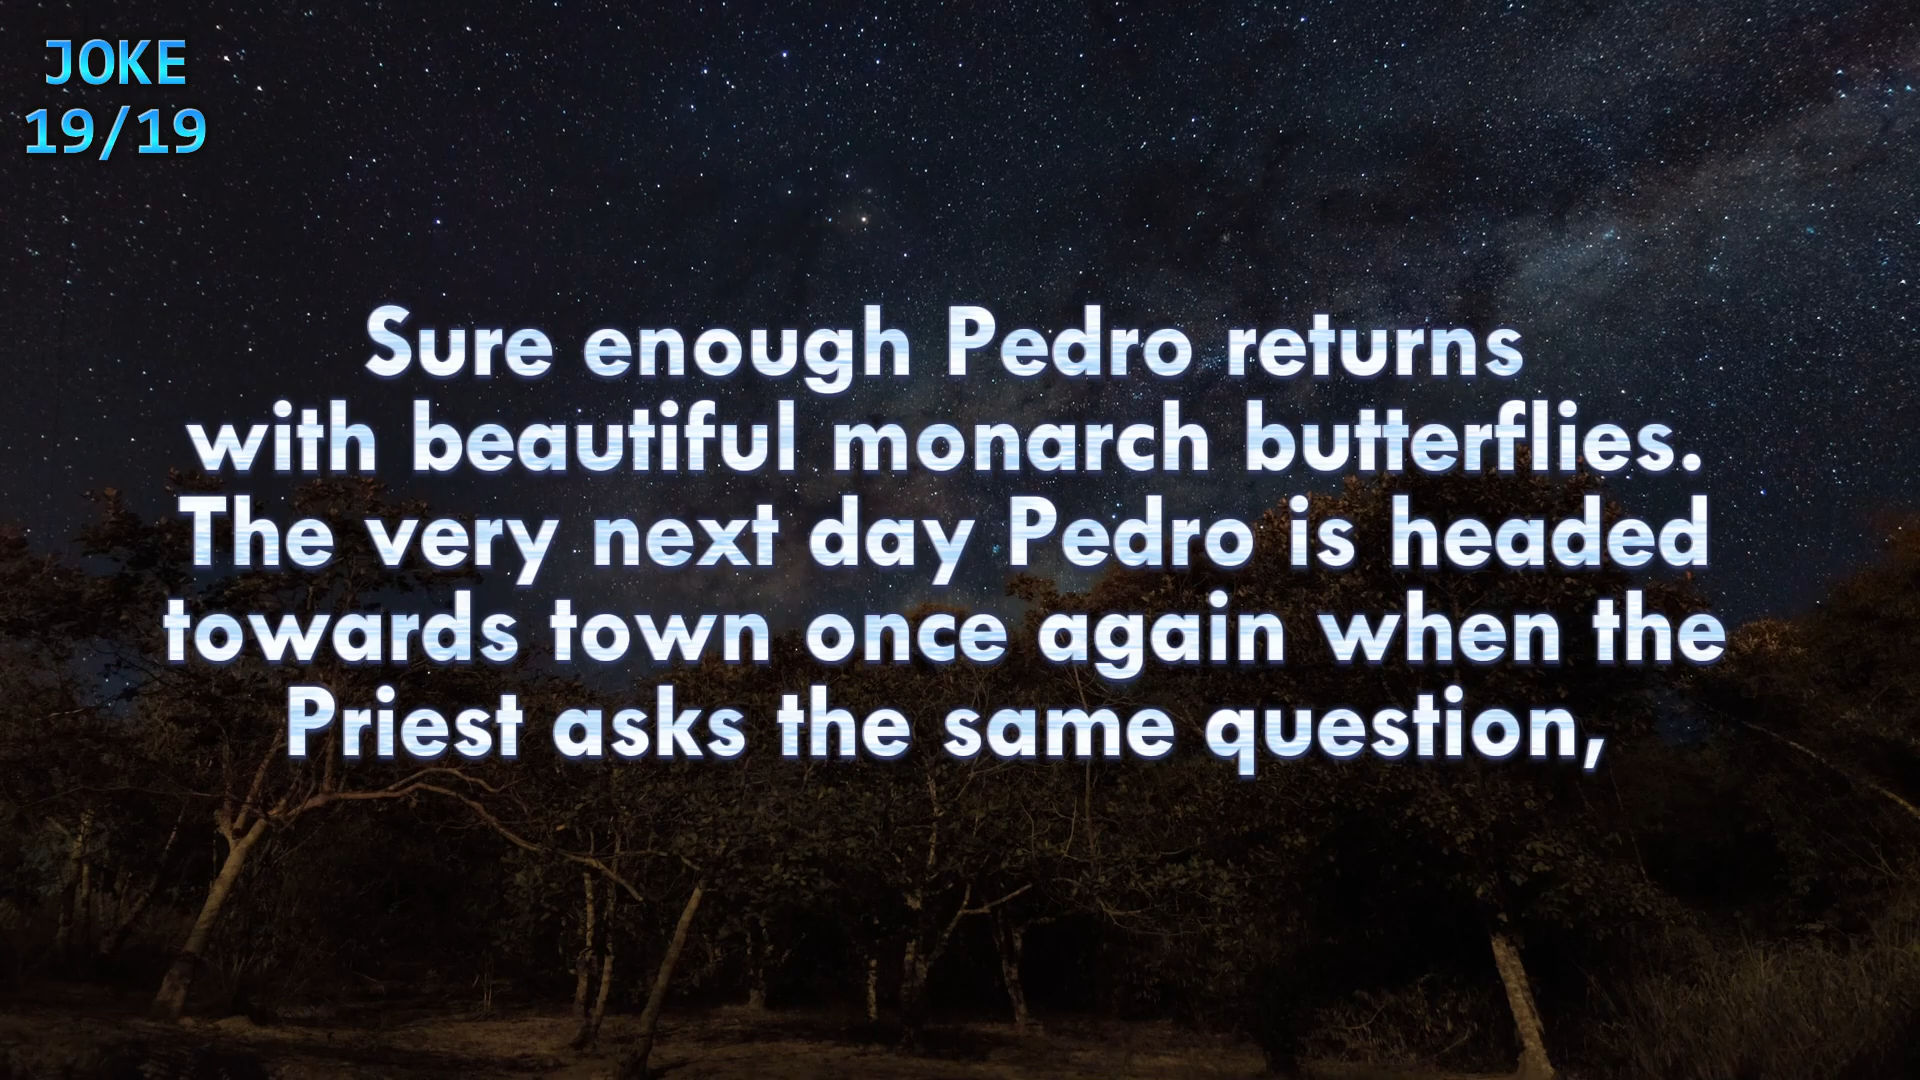 JOKE
19/19
Sure enough Pedro returns
with beautiful monarch butterflies.
The very next day Pedro is headed
towards town once again when the
Priest asks the same question,